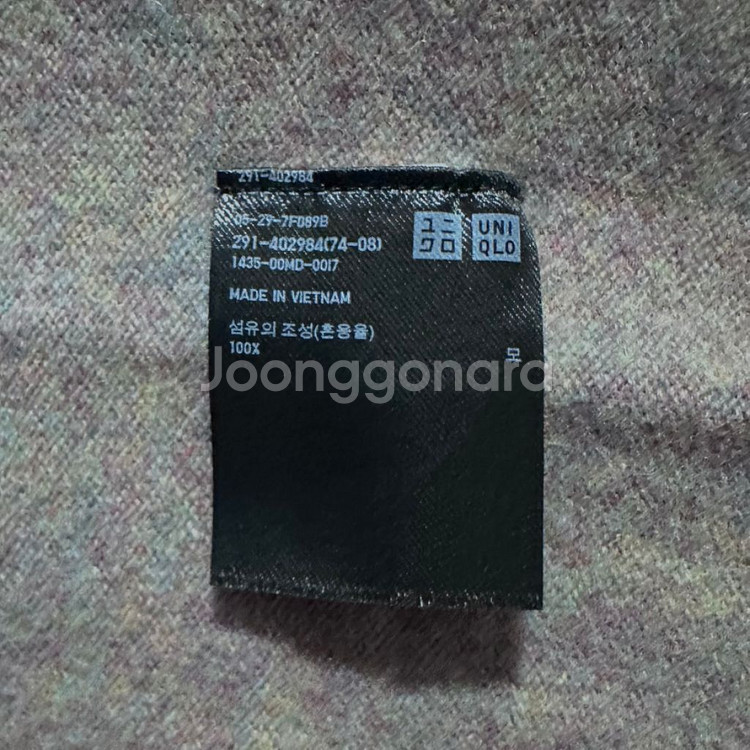 291-402984
05-29-7F089B
291-402984(74-08)
1435-00MD-0017
MADE IN VIETNAM
섬유의 조성(혼용율)
100% 모
ユニ
クロ
UNI
QLO
Joonggonara